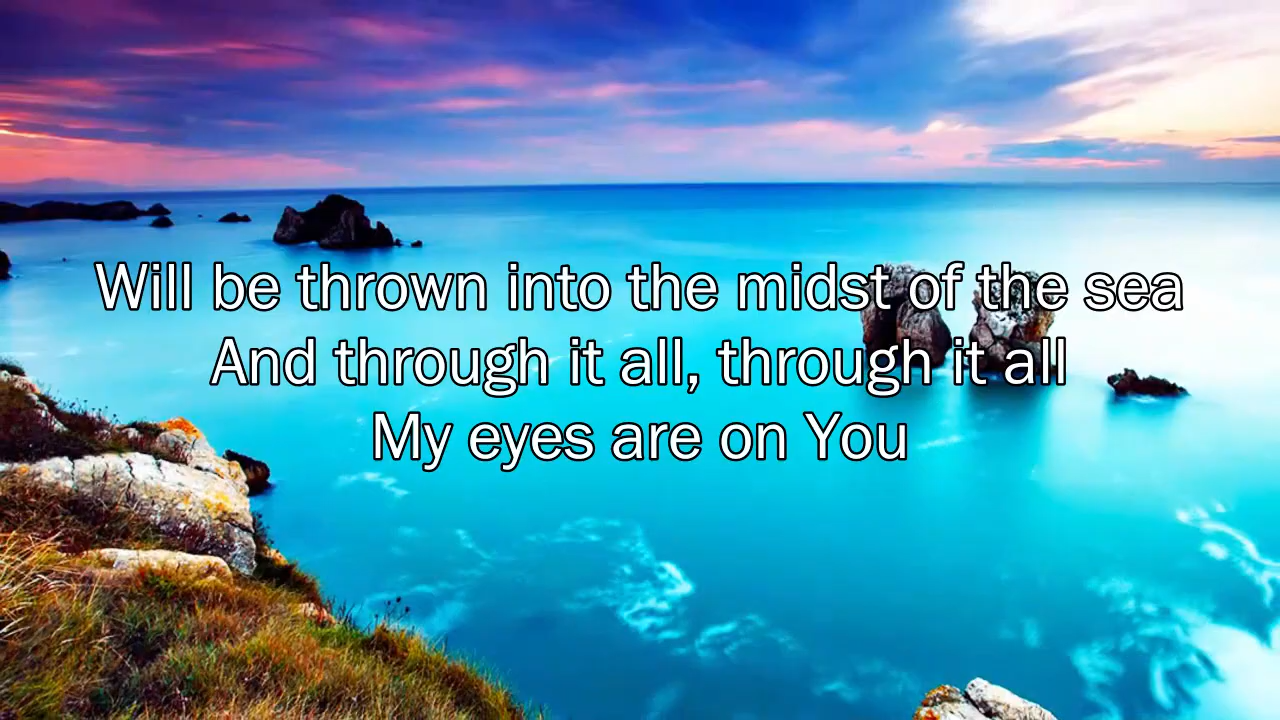 Will be thrown into the midst of the sea
And through it all, through it all
My eyes are on You